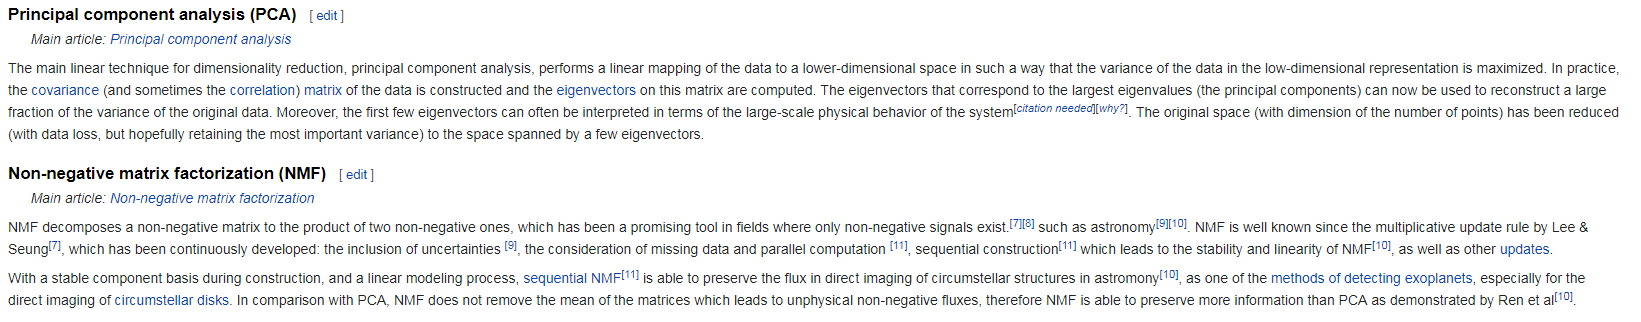 Principal component analysis (PCA) [ edit ]
Main article: Principal component analysis
The main linear technique for dimensionality reduction, principal component analysis, performs a linear mapping of the data to a lower-dimensional space in such a way that the variance of the data in the low-dimensional representation is maximized. In practice,
the covariance (and sometimes the correlation) matrix of the data is constructed and the eigenvectors on this matrix are computed. The eigenvectors that correspond to the largest eigenvalues (the principal components) can now be used to reconstruct a large
fraction of the variance of the original data. Moreover, the first few eigenvectors can often be interpreted in terms of the large-scale physical behavior of the system[citation needed][why?]. The original space (with dimension of the number of points) has been reduced
(with data loss, but hopefully retaining the most important variance) to the space spanned by a few eigenvectors.
Non-negative matrix factorization (NMF) [ edit ]
Main article: Non-negative matrix factorization
NMF decomposes a non-negative matrix to the product of two non-negative ones, which has been a promising tool in fields where only non-negative signals exist.[7][8] such as astronomy[9][10]. NMF is well known since the multiplicative update rule by Lee &
Seung[7], which has been continuously developed: the inclusion of uncertainties [9], the consideration of missing data and parallel computation [11], sequential construction[11] which leads to the stability and linearity of NMF[10], as well as other updates.
With a stable component basis during construction, and a linear modeling process, sequential NMF[11] is able to preserve the flux in direct imaging of circumstellar structures in astromony[10], as one of the methods of detecting exoplanets, especially for the
direct imaging of circumstellar disks. In comparison with PCA, NMF does not remove the mean of the matrices which leads to unphysical non-negative fluxes, therefore NMF is able to preserve more information than PCA as demonstrated by Ren et al[10].